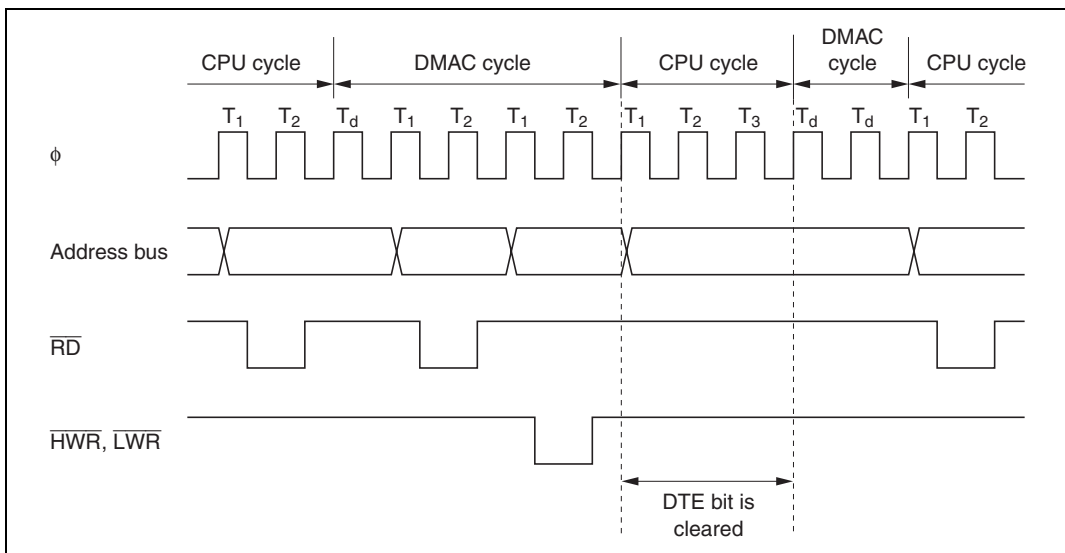 CPU cycle DMAC cycle CPU cycle DMAC cycle CPU cycle
T1 T2 Td T1 T2 T1 T2 T1 T2 T3 Td Td T1 T2
φ
Address bus
RD
HWR, LWR
DTE bit is
cleared